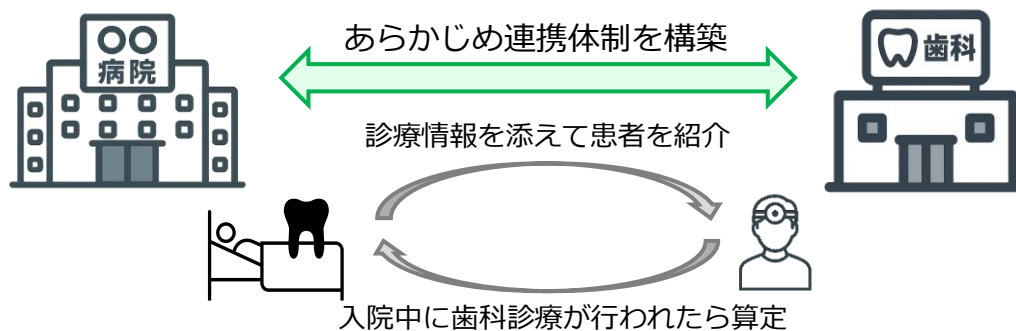 ○○
病院
あらかじめ連携体制を構築
歯科
診療情報を添えて患者を紹介
入院中に歯科診療が行われたら算定